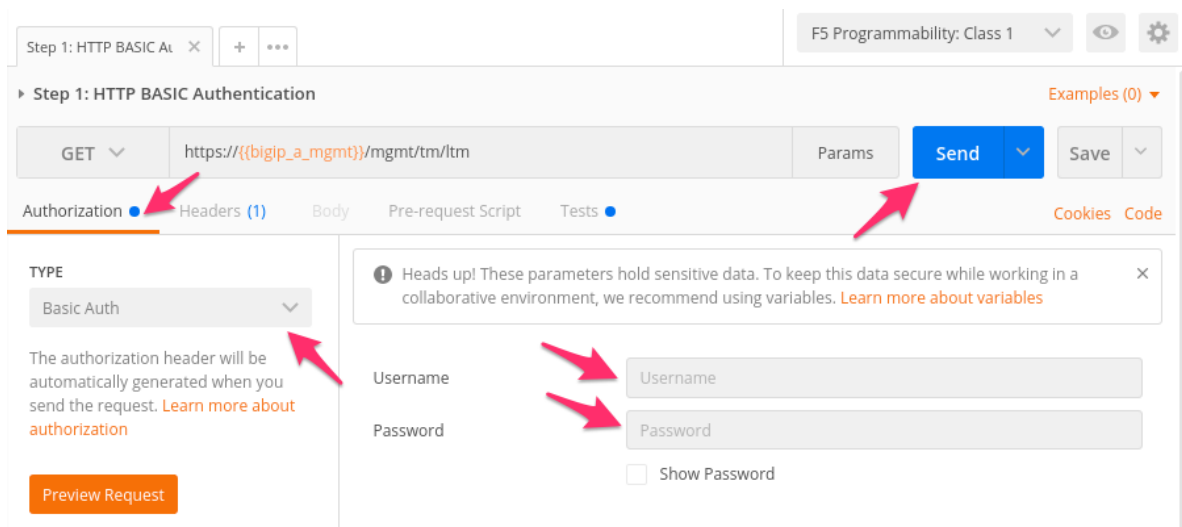 Step 1: HTTP BASIC Au
F5 Programmability: Class 1
Step 1: HTTP BASIC Authentication
Examples (0)
GET
https://{{bigip_a_mgmt}}/mgmt/tm/ltm
Params
Send
Save
Authorization
Headers (1)
Body
Pre-request Script
Tests
Cookies
Code
TYPE
Basic Auth
The authorization header will be
automatically generated when you
send the request. Learn more about
authorization
Preview Request
Heads up! These parameters hold sensitive data. To keep this data secure while working in a
collaborative environment, we recommend using variables. Learn more about variables
Username
Username
Password
Password
Show Password